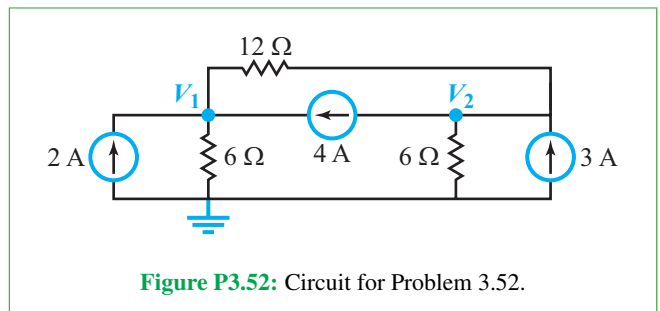 12 Ω
V1 V2
2 A 6 Ω 4 A 6 Ω 3 A
Figure P3.52: Circuit for Problem 3.52.